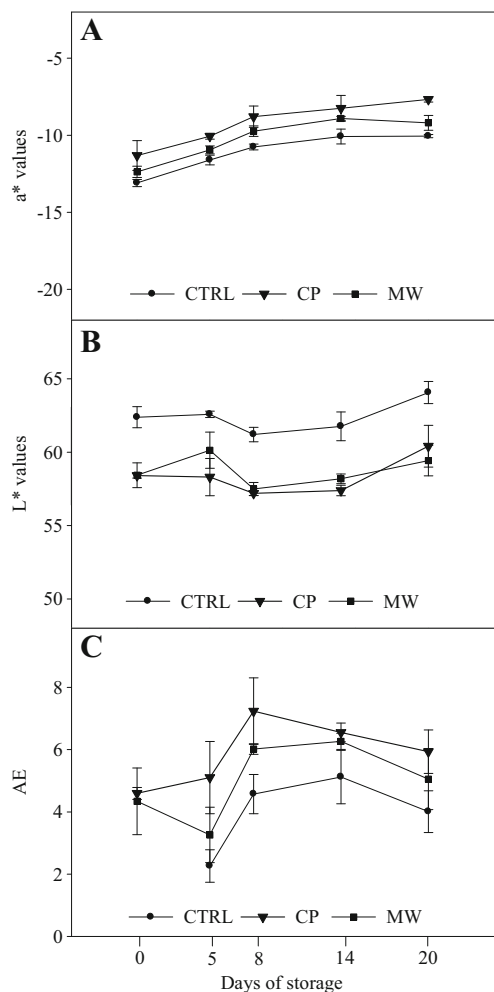 A
-5
-10
-15
-20
a* values
CTRL CP MW
B
65
60
55
50
L* values
CTRL CP MW
C
8
6
4
2
0
AE
CTRL CP MW
0 5 8 14 20
Days of storage